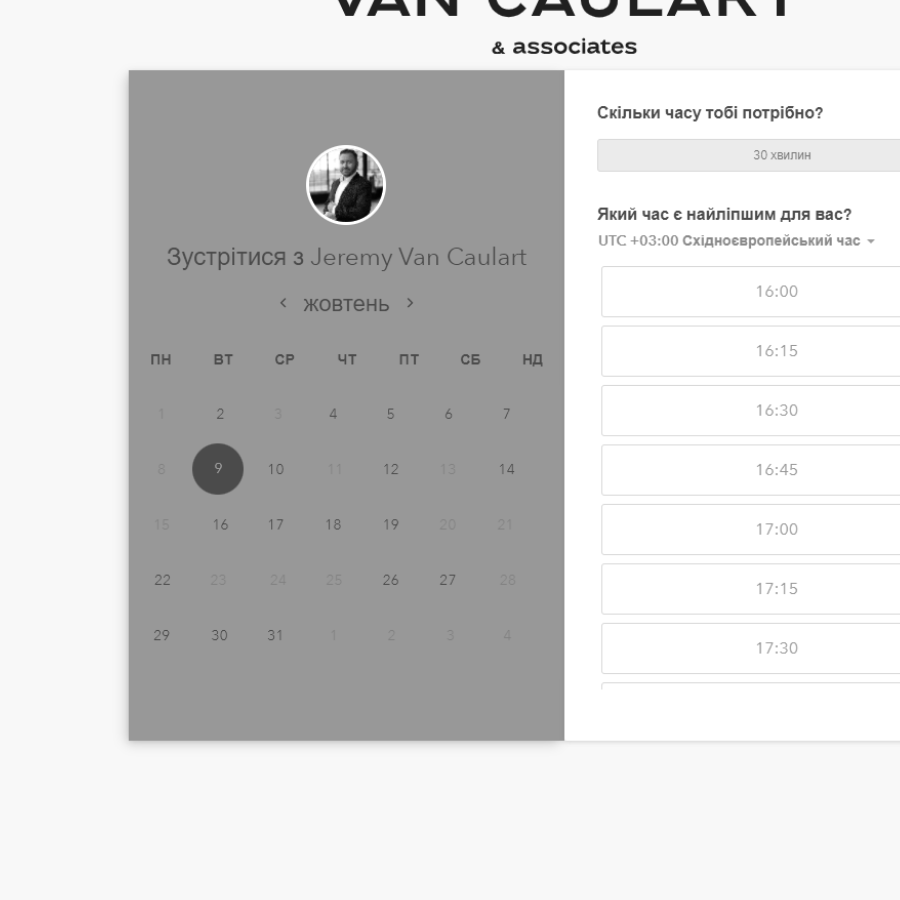 VAN CAULART
& associates
Зустрітися з Jeremy Van Caulart
жовтень
ПН ВТ СР ЧТ ПТ СБ НД
1 2 3 4 5 6 7
8 9 10 11 12 13 14
15 16 17 18 19 20 21
22 23 24 25 26 27 28
29 30 31 1 2 3 4
Скільки часу тобі потрібно?
30 хвилин
Який час є найліпшим для вас?
UTC +03:00 Східноєвропейський час
16:00
16:15
16:30
16:45
17:00
17:15
17:30